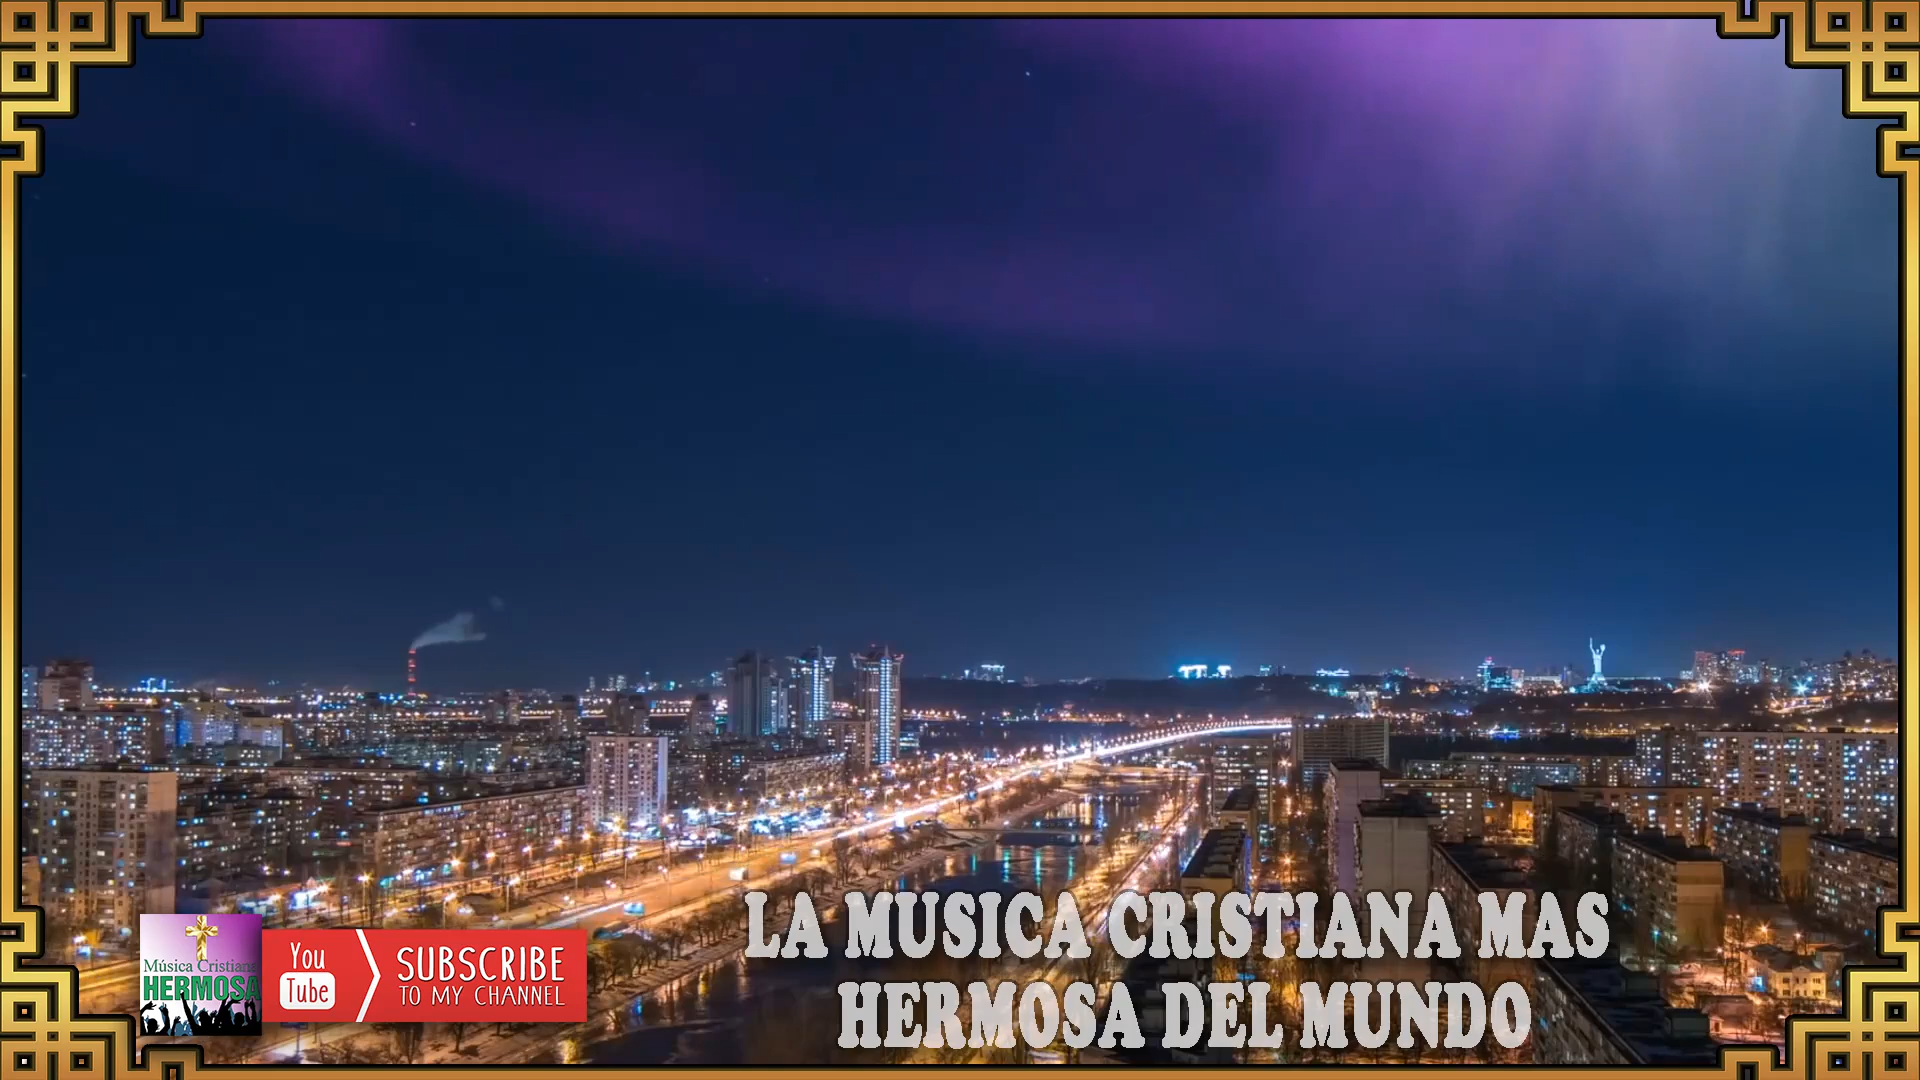 LA MUSICA CRISTIANA MAS
HERMOSA DEL MUNDO
Música Cristiana
HERMOSA
You
Tube
SUBSCRIBE
TO MY CHANNEL